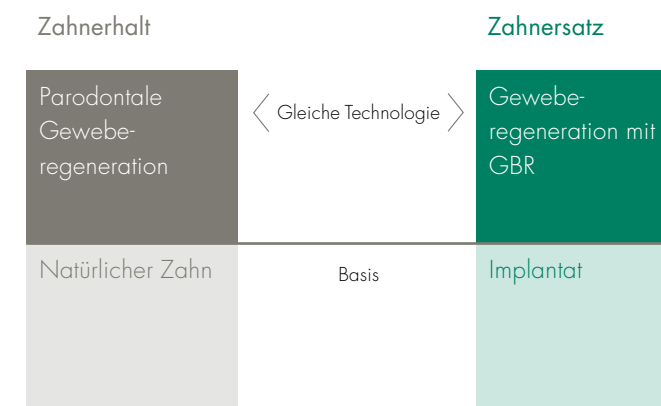 Zahnerhalt
Zahnersatz
Parodontale
Gewebe-
regeneration
Gleiche Technologie
Gewebe-
regeneration mit
GBR
Natürlicher Zahn
Basis
Implantat